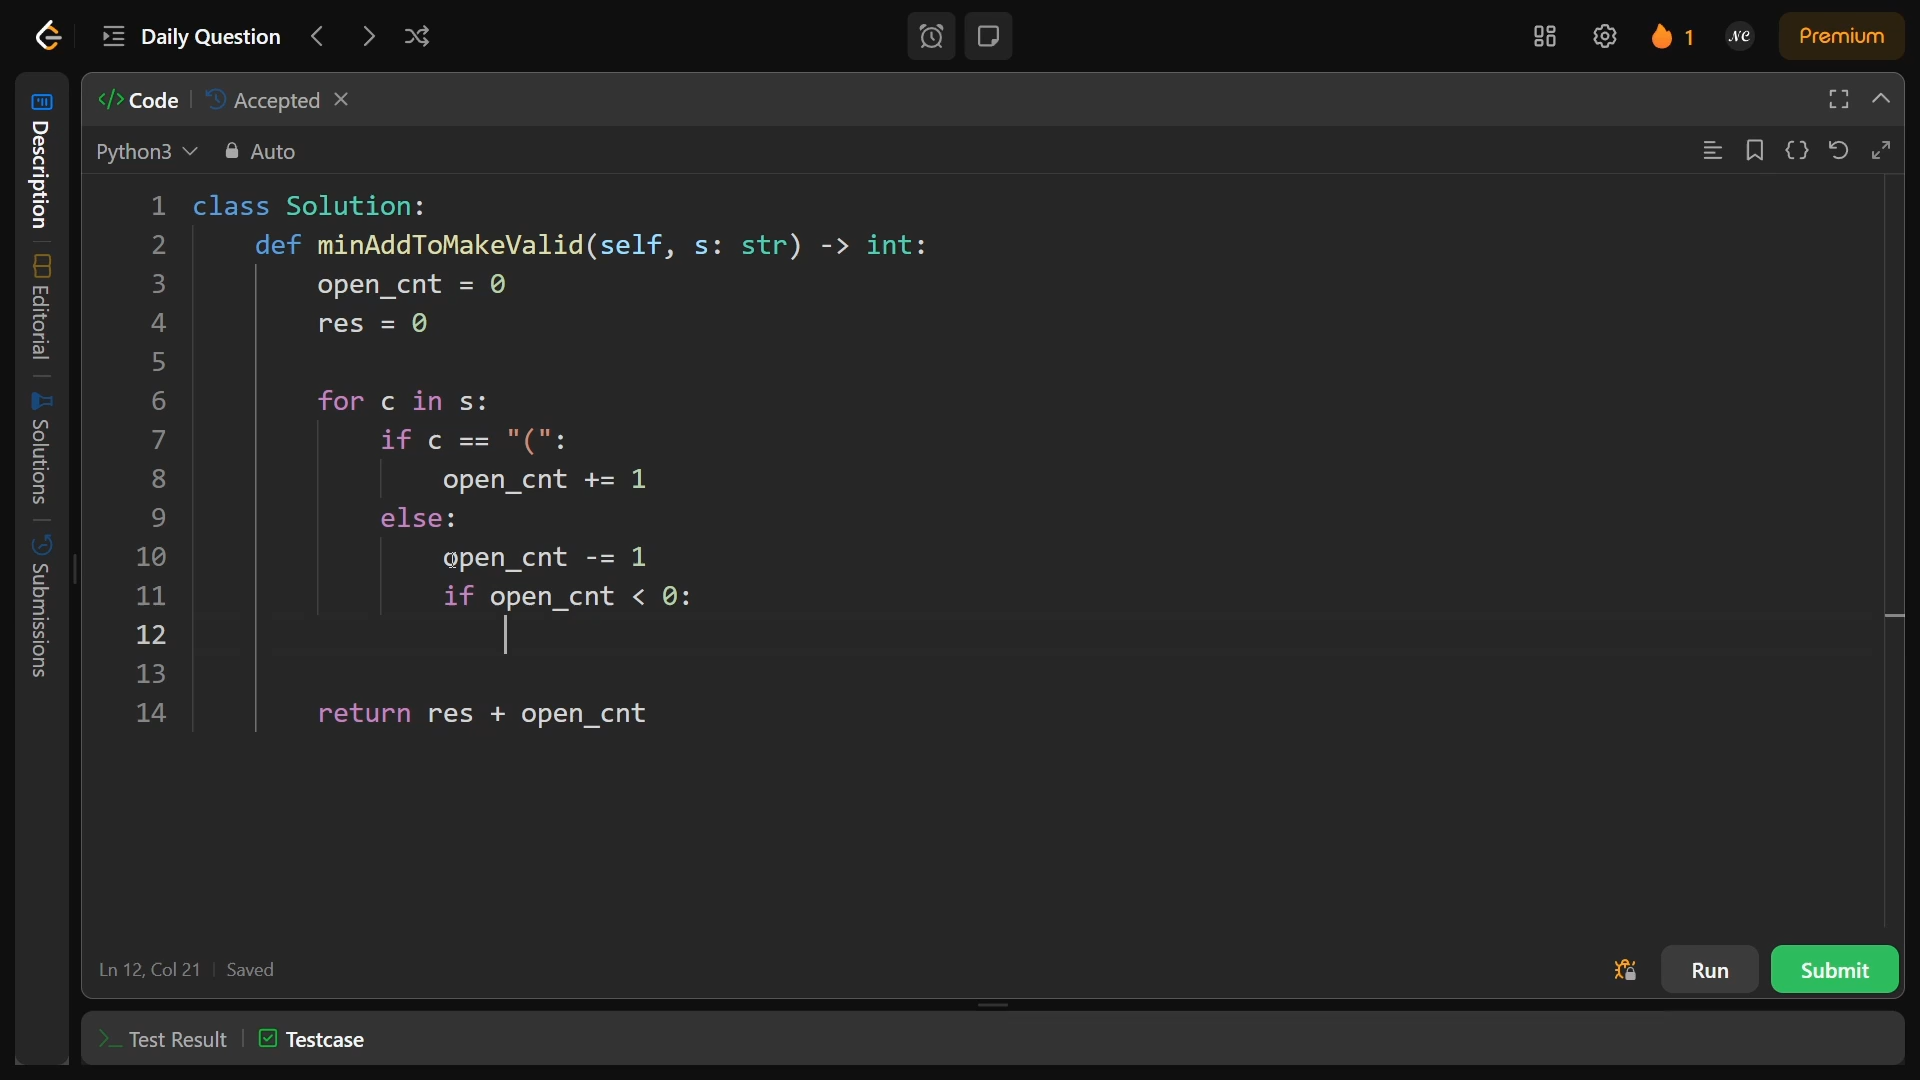 Daily Question
1
NC
Premium
Description
Editorial
Solutions
Submissions
</> Code
Accepted
Python3
Auto
1 class Solution:
2 def minAddToMakeValid(self, s: str) -> int:
3 open_cnt = 0
4 res = 0
5
6 for c in s:
7 if c == "(":
8 open_cnt += 1
9 else:
10 open_cnt -= 1
11 if open_cnt < 0:
12
13
14 return res + open_cnt
Ln 12, Col 21
Saved
Run
Submit
Test Result
Testcase